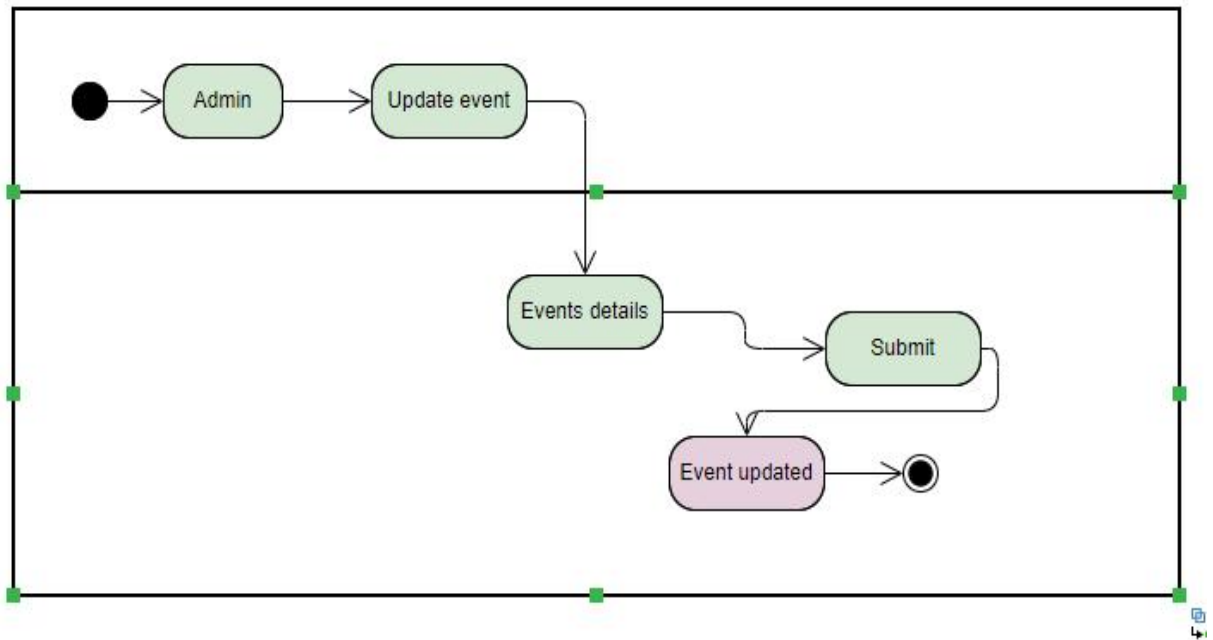 Admin
Update event
Events details
Submit
Event updated